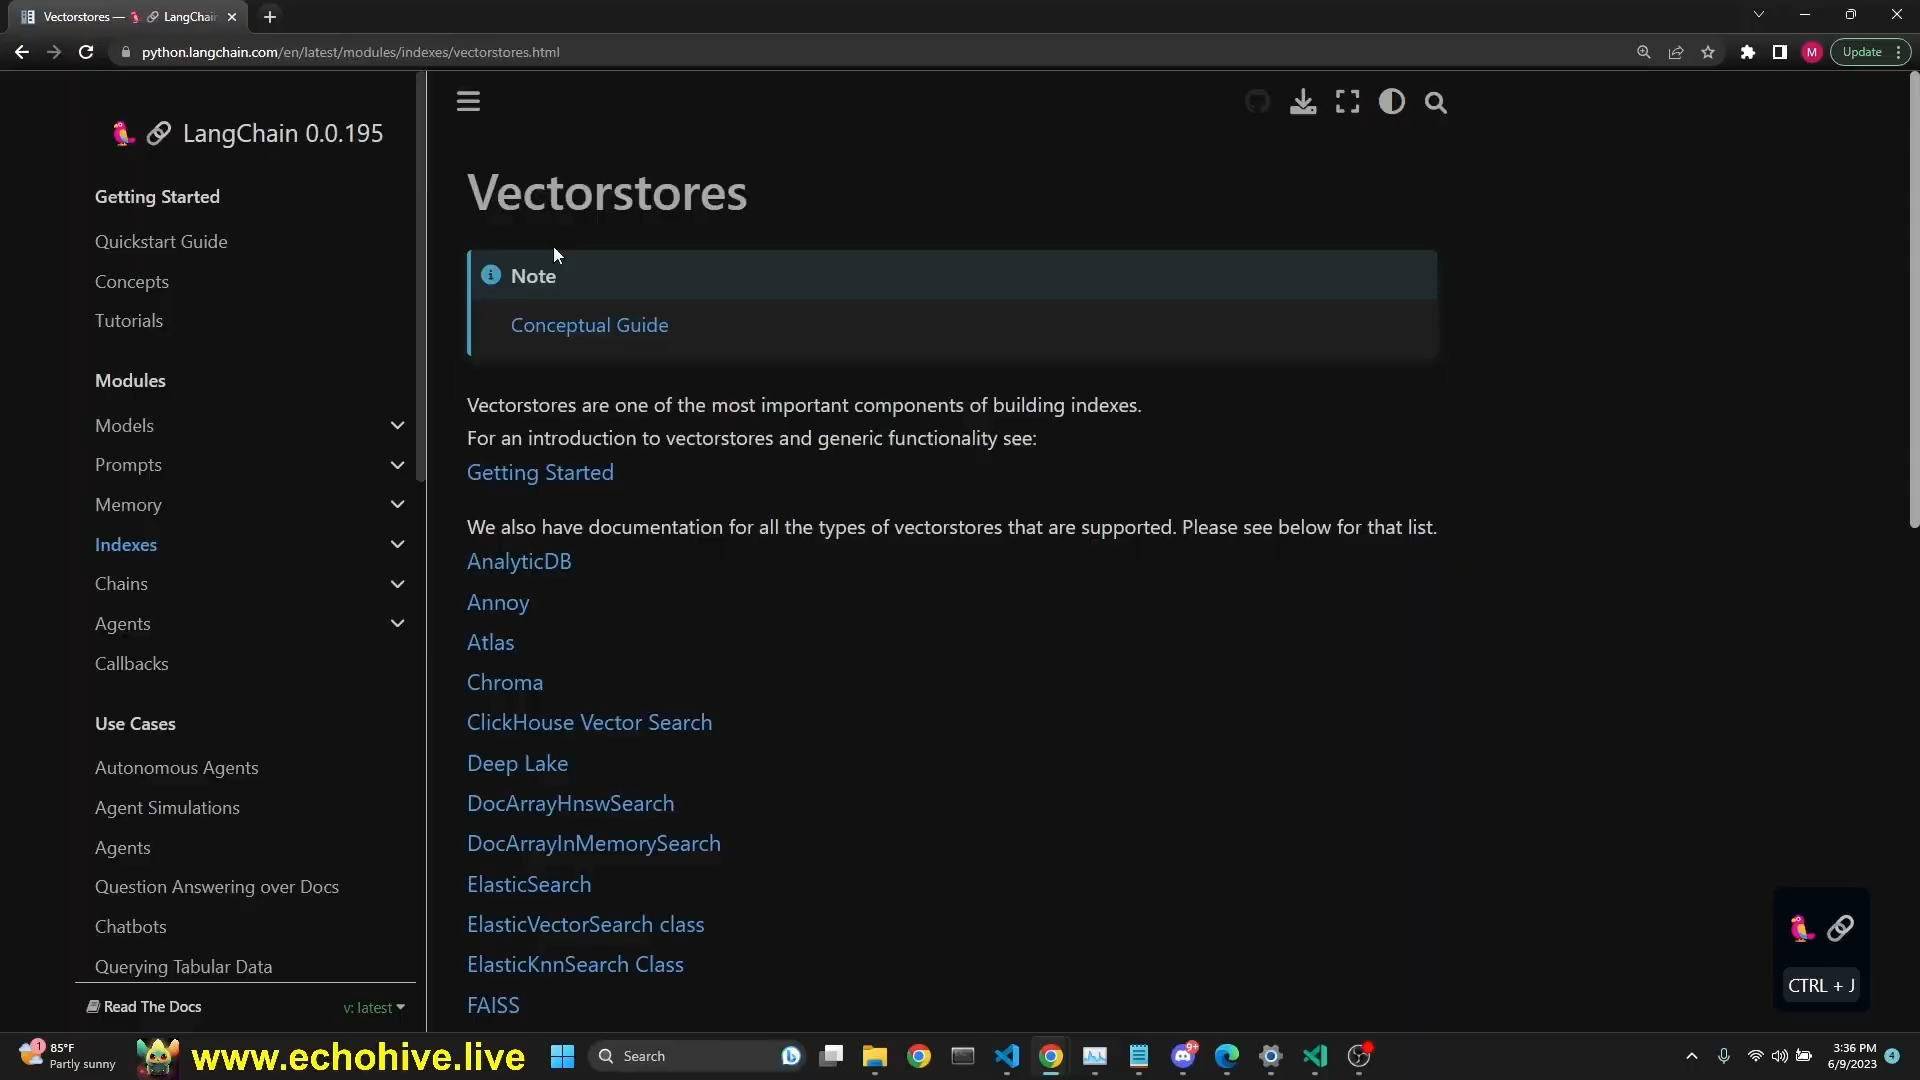 Vectorstores — LangChain
python.langchain.com/en/latest/modules/indexes/vectorstores.html
M
Update
LangChain 0.0.195
Getting Started
Quickstart Guide
Concepts
Tutorials
Modules
Models
Prompts
Memory
Indexes
Chains
Agents
Callbacks
Use Cases
Autonomous Agents
Agent Simulations
Agents
Question Answering over Docs
Chatbots
Querying Tabular Data
Read The Docs
v: latest
Vectorstores
Note
Conceptual Guide
Vectorstores are one of the most important components of building indexes.
For an introduction to vectorstores and generic functionality see:
Getting Started
We also have documentation for all the types of vectorstores that are supported. Please see below for that list.
AnalyticDB
Annoy
Atlas
Chroma
ClickHouse Vector Search
Deep Lake
DocArrayHnswSearch
DocArrayInMemorySearch
ElasticSearch
ElasticVectorSearch class
ElasticKnnSearch Class
FAISS
CTRL + J
1
85°F
Partly sunny
www.echohive.live
Search
9+
3:36 PM
6/9/2023
4